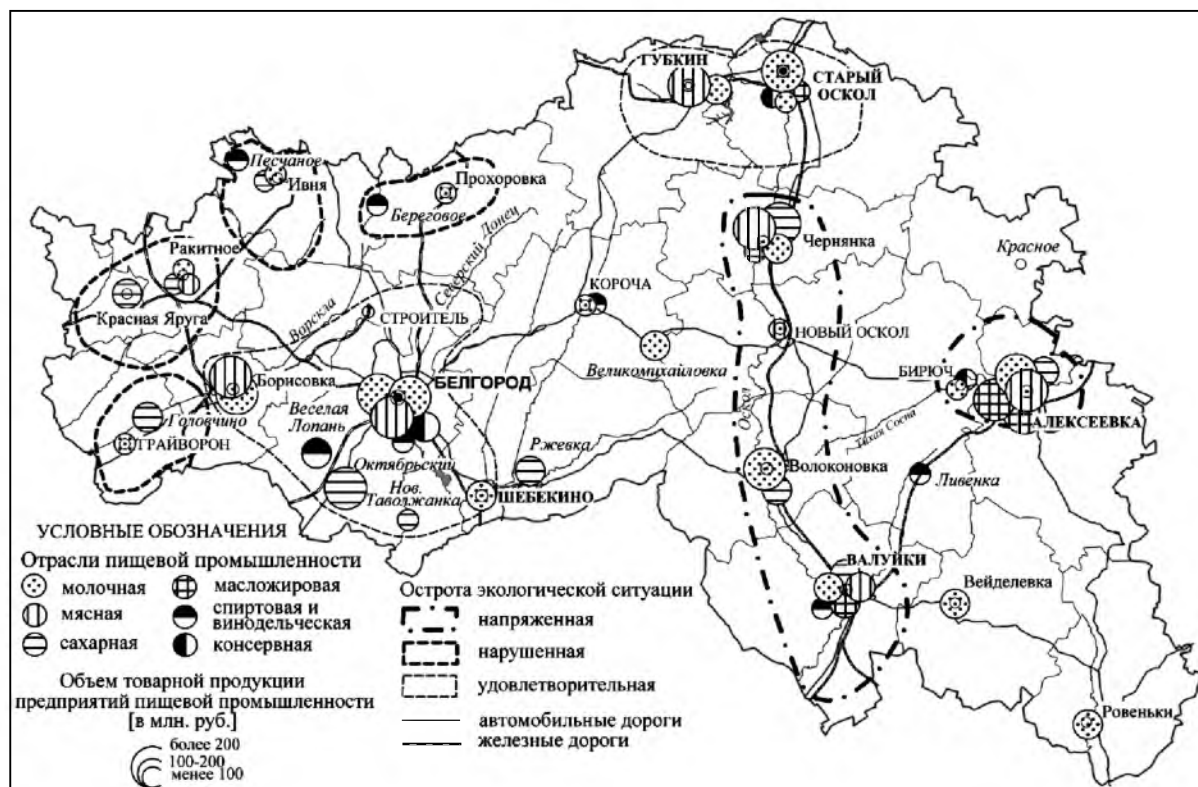 ГУБКИН
СТАРЫЙ
ОСКОЛ
Песчаное
Ивня
Прохоровка
Береговое
Северский Донец
Чернянка
Красное
Ракитное
Красная Яруга
Ворскла
СТРОИТЕЛЬ
КОРОЧА
НОВЫЙ ОСКОЛ
Великомихайловка
Борисовка
БЕЛГОРОД
БИРЮЧ
Головчино
Веселая
Лопань
Оскол
Тихая Сосна
АЛЕКСЕЕВКА
ГРАЙВОРОН
Ржевка
Октябрьский
Волоконовка
Нов.
Таволжанка
ШЕБЕКИНО
Ливенка
ВАЛУЙКИ
Вейделевка
Ровеньки
УСЛОВНЫЕ ОБОЗНАЧЕНИЯ
Отрасли пищевой промышленности
молочная
мясная
сахарная
масложировая
спиртовая и
винодельческая
консервная
Объем товарной продукции
предприятий пищевой промышленности
[в млн. руб.]
более 200
100-200
менее 100
Острота экологической ситуации
напряженная
нарушенная
удовлетворительная
автомобильные дороги
железные дороги